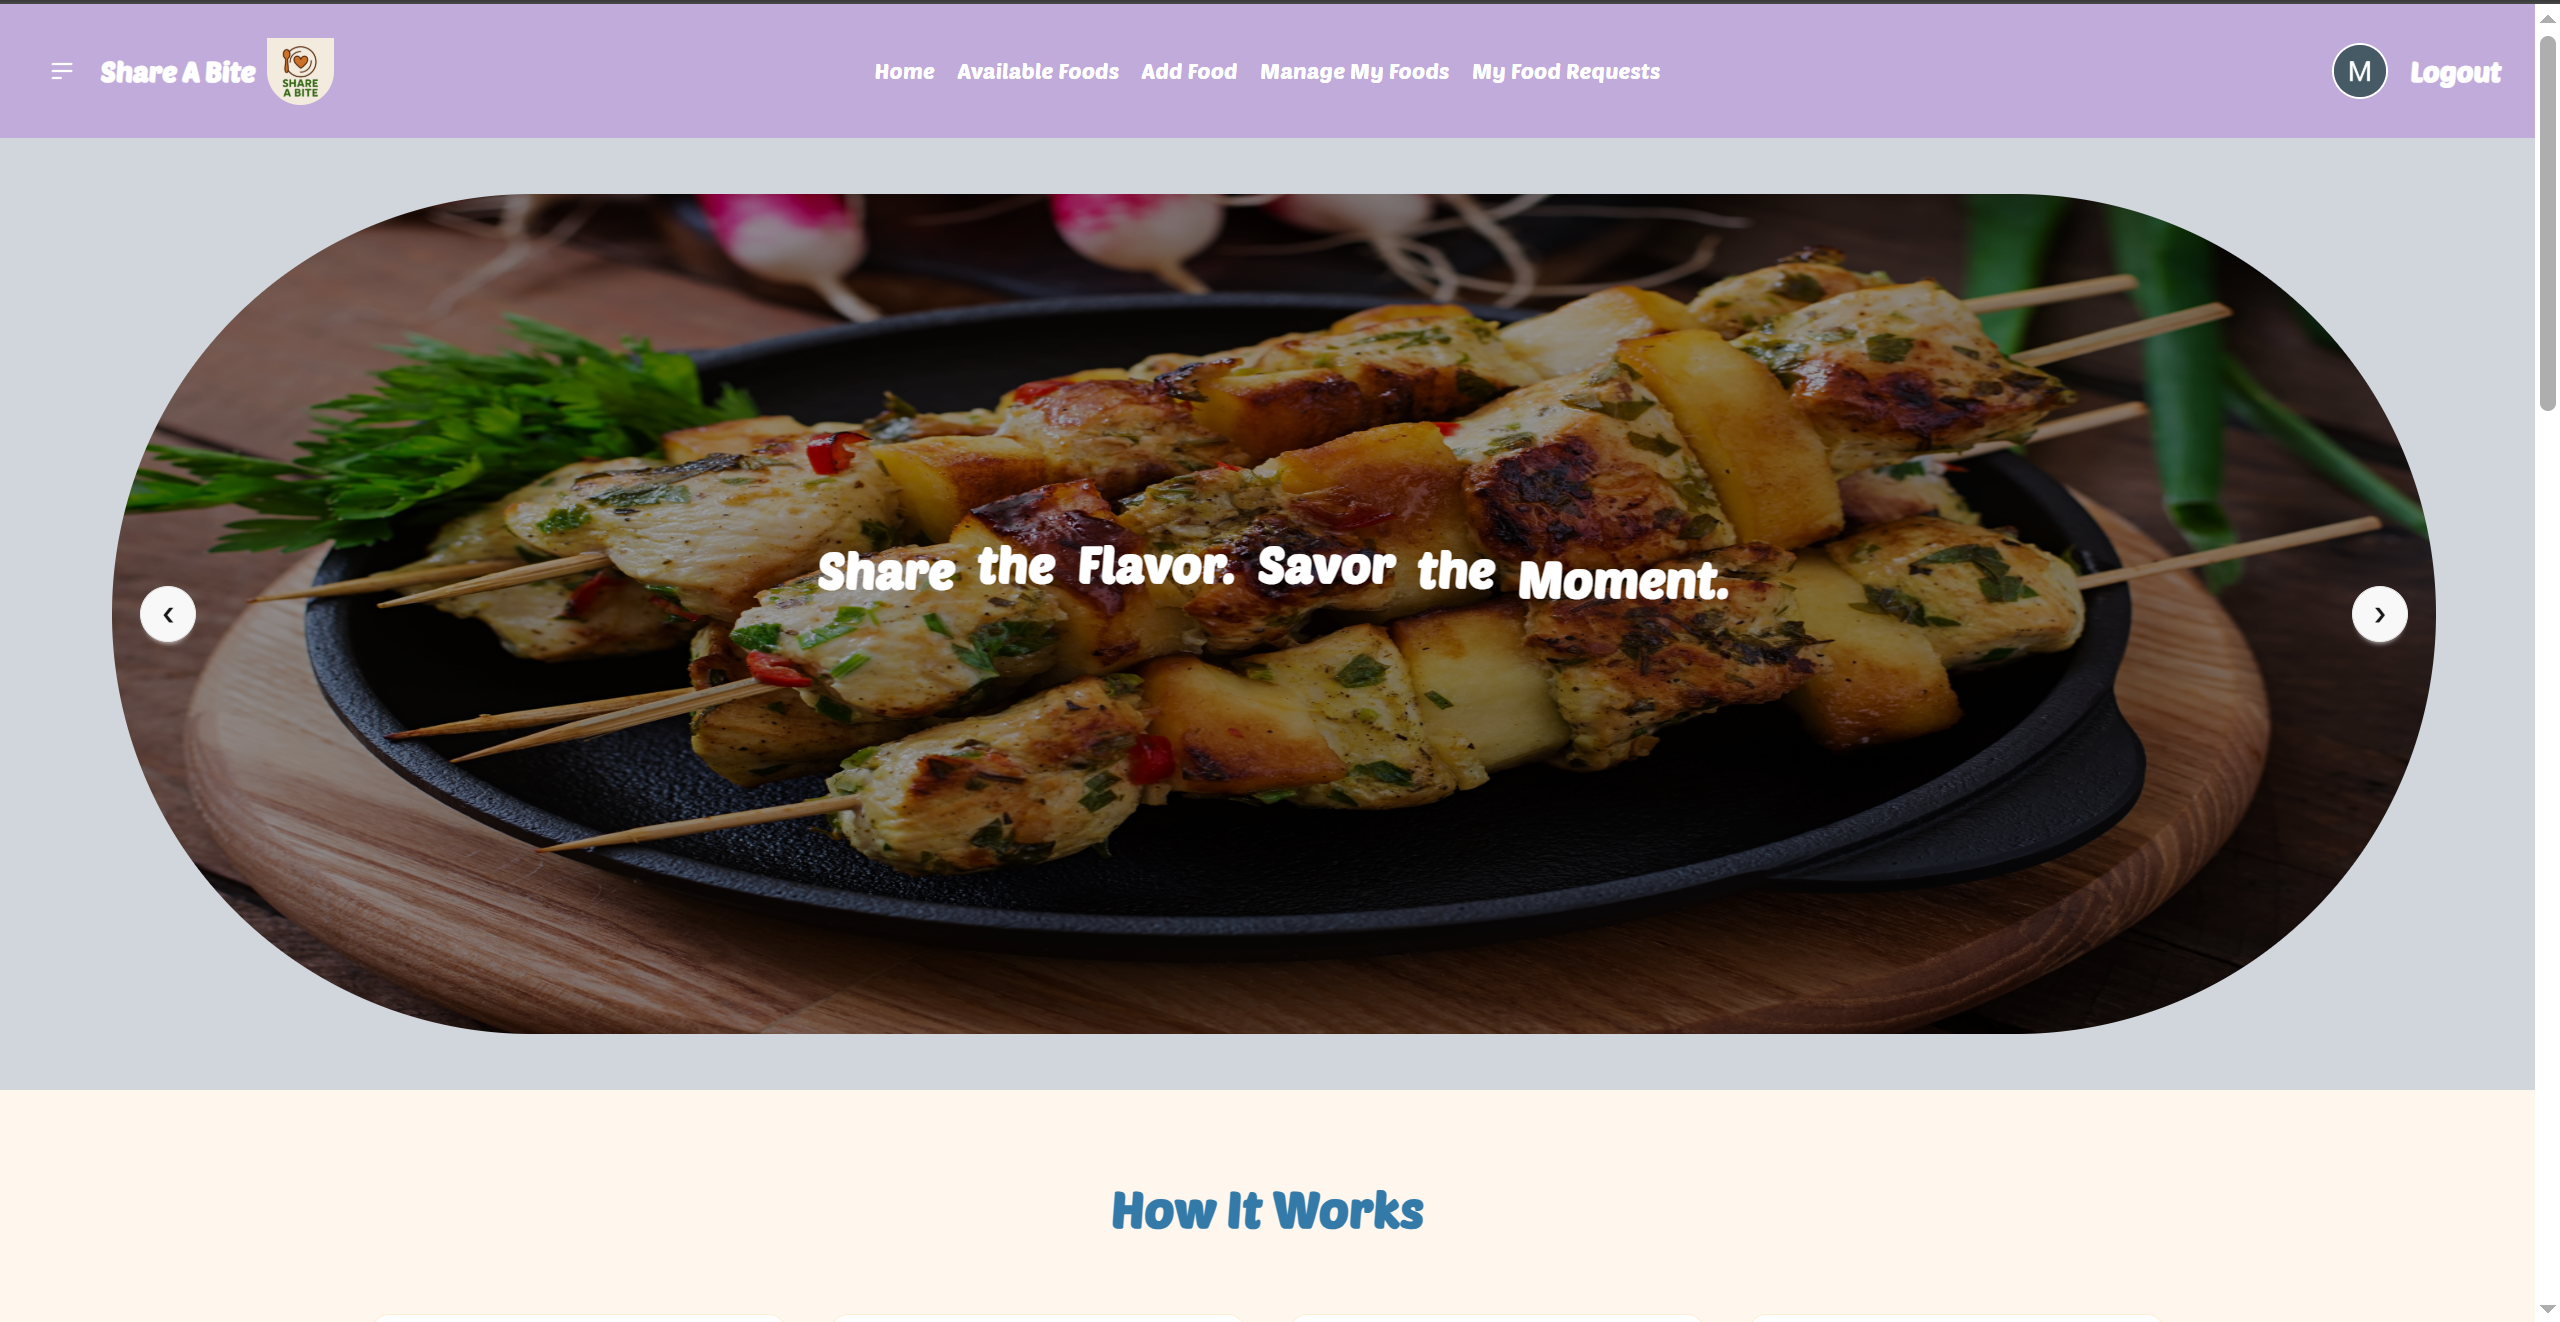 Share A Bite
SHARE
A BITE
Home Available Foods Add Food Manage My Foods My Food Requests
M
Logout
Share the Flavor. Savor the Moment.
How It Works